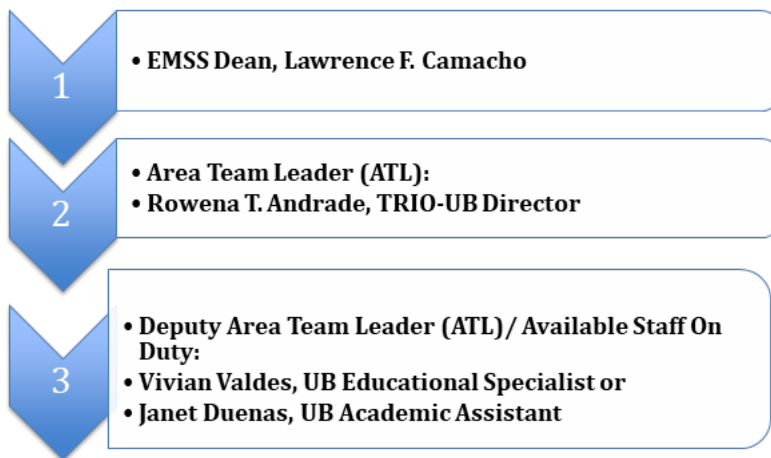 1
• EMSS Dean, Lawrence F. Camacho
2
• Area Team Leader (ATL):
• Rowena T. Andrade, TRIO-UB Director
3
• Deputy Area Team Leader (ATL)/ Available Staff On
Duty:
• Vivian Valdes, UB Educational Specialist or
• Janet Duenas, UB Academic Assistant